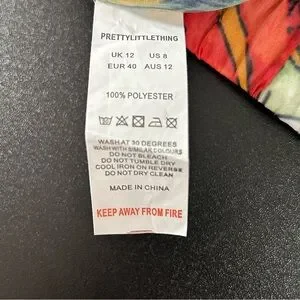 PRETTYLITTLETHING
UK 12 US 8
EUR 40 AUS 12
100% POLYESTER
WASH AT 30 DEGREES
WASH WITH SIMILAR COLOURS
DO NOT BLEACH
DO NOT TUMBLE DRY
COOL IRON ON REVERSE
DO NOT DRY CLEAN
MADE IN CHINA
KEEP AWAY FROM FIRE